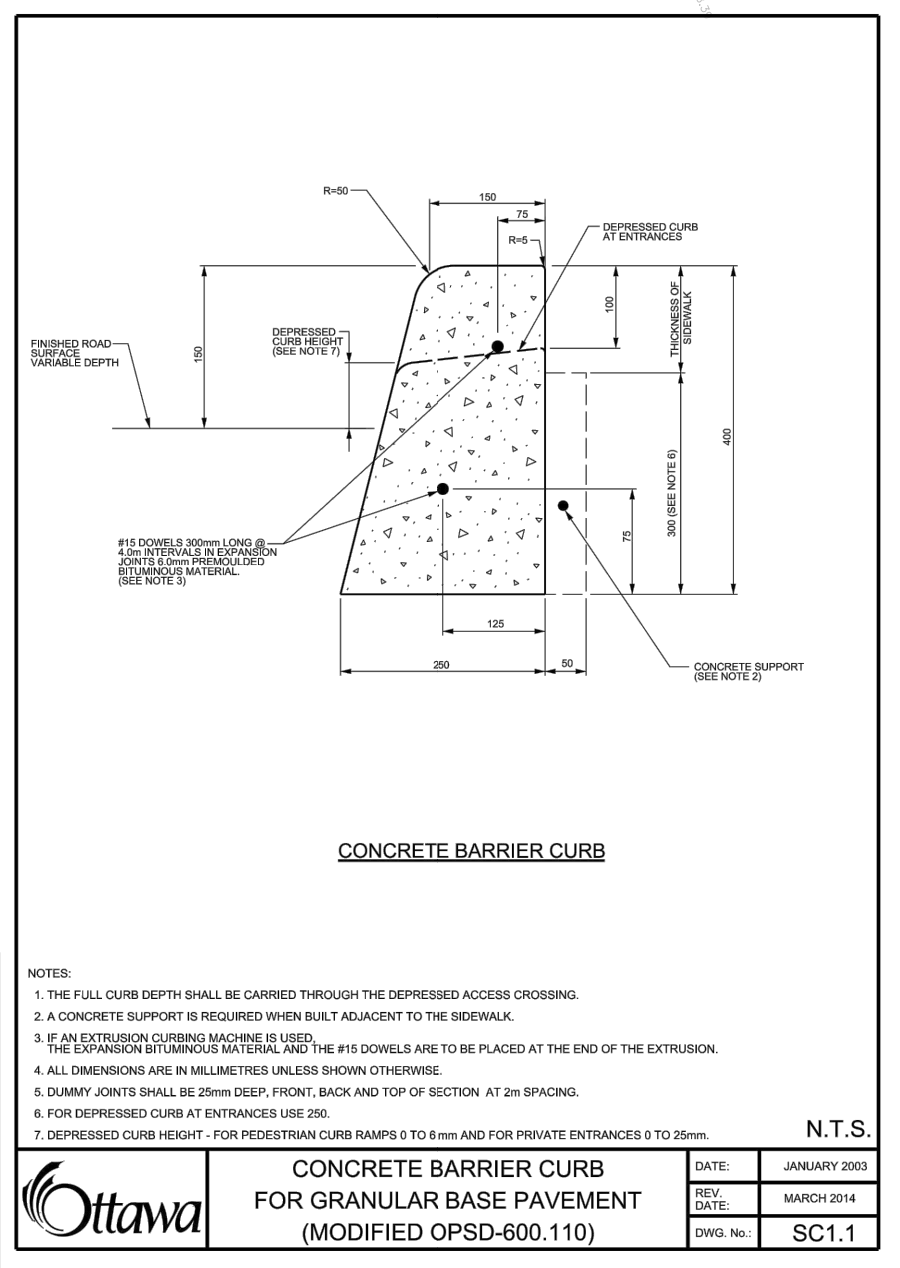 R=50
150
75
R=5
DEPRESSED CURB
AT ENTRANCES
FINISHED ROAD
SURFACE
VARIABLE DEPTH
150
DEPRESSED
CURB HEIGHT
(SEE NOTE 7)
100
THICKNESS OF
SIDEWALK
400
300 (SEE NOTE 6)
75
#15 DOWELS 300mm LONG @
4.0m INTERVALS IN EXPANSION
JOINTS 6.0mm PREMOULDED
BITUMINOUS MATERIAL.
(SEE NOTE 3)
125
250
50
CONCRETE SUPPORT
(SEE NOTE 2)
CONCRETE BARRIER CURB
NOTES:
1. THE FULL CURB DEPTH SHALL BE CARRIED THROUGH THE DEPRESSED ACCESS CROSSING.
2. A CONCRETE SUPPORT IS REQUIRED WHEN BUILT ADJACENT TO THE SIDEWALK.
3. IF AN EXTRUSION CURBING MACHINE IS USED,
THE EXPANSION BITUMINOUS MATERIAL AND THE #15 DOWELS ARE TO BE PLACED AT THE END OF THE EXTRUSION.
4. ALL DIMENSIONS ARE IN MILLIMETRES UNLESS SHOWN OTHERWISE.
5. DUMMY JOINTS SHALL BE 25mm DEEP, FRONT, BACK AND TOP OF SECTION AT 2m SPACING.
6. FOR DEPRESSED CURB AT ENTRANCES USE 250.
7. DEPRESSED CURB HEIGHT - FOR PEDESTRIAN CURB RAMPS 0 TO 6mm AND FOR PRIVATE ENTRANCES 0 TO 25mm.
N.T.S.
Ottawa
CONCRETE BARRIER CURB
FOR GRANULAR BASE PAVEMENT
(MODIFIED OPSD-600.110)
DATE: JANUARY 2003
REV.
DATE: MARCH 2014
DWG. No.: SC1.1